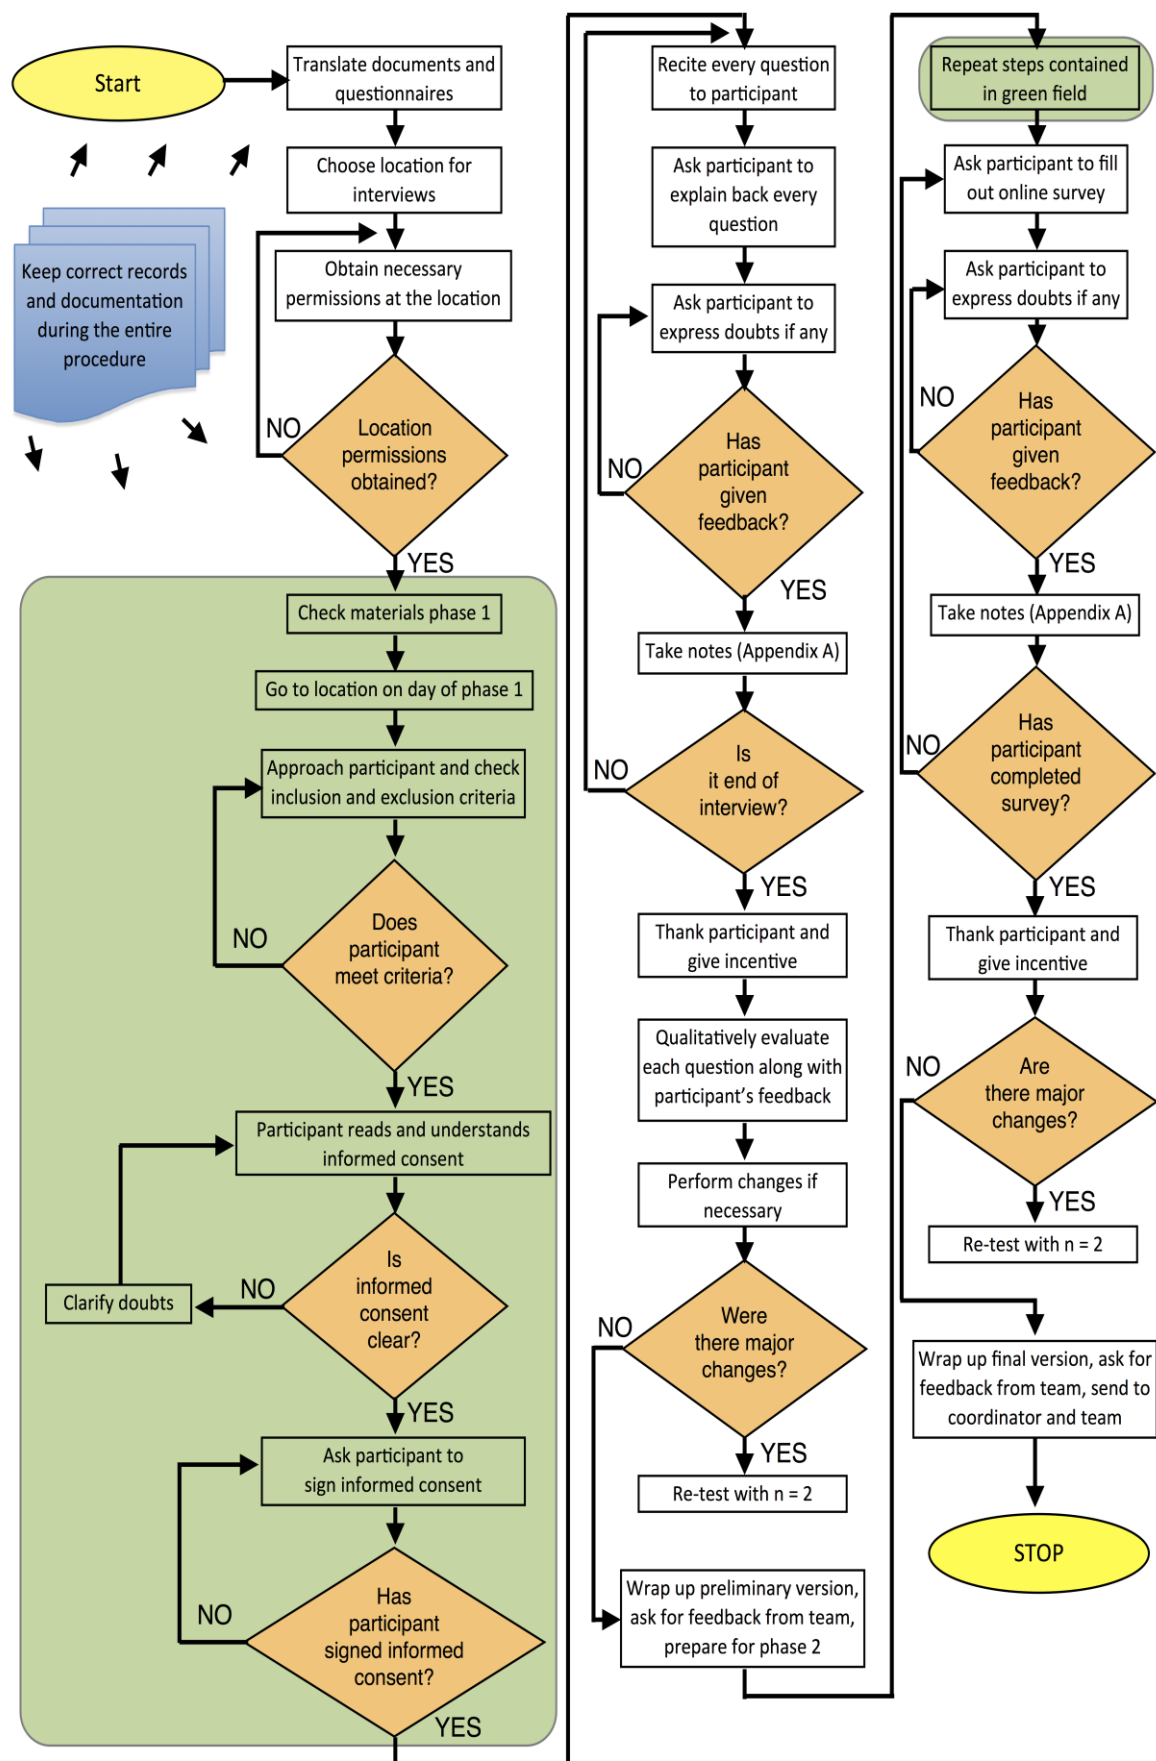 Start
Translate documents and
questionnaires
Choose location for
interviews
Keep correct records
and documentation
during the entire
procedure
Obtain necessary
permissions at the location
Location
permissions
obtained?
NO
YES
Check materials phase 1
Go to location on day of phase 1
Approach participant and check
inclusion and exclusion criteria
Does
participant
meet criteria?
NO
YES
Participant reads and understands
informed consent
Is
informed
consent
clear?
NO
Clarify doubts
YES
Ask participant to
sign informed consent
Has
participant
signed informed
consent?
NO
YES
Recite every question
to participant
Ask participant to
explain back every
question
Ask participant to
express doubts if any
Has
participant
given
feedback?
NO
YES
Take notes (Appendix A)
Is
it end of
interview?
NO
YES
Thank participant and
give incentive
Qualitatively evaluate
each question along with
participant's feedback
Perform changes if
necessary
Were
there major
changes?
NO
YES
Re-test with n = 2
Wrap up preliminary version,
ask for feedback from team,
prepare for phase 2
Repeat steps contained
in green field
Ask participant to fill
out online survey
Ask participant to
express doubts if any
Has
participant
given
feedback?
NO
YES
Take notes (Appendix A)
Has
participant
completed
survey?
NO
YES
Thank participant and
give incentive
Are
there major
changes?
NO
YES
Re-test with n = 2
Wrap up final version, ask for
feedback from team, send to
coordinator and team
STOP